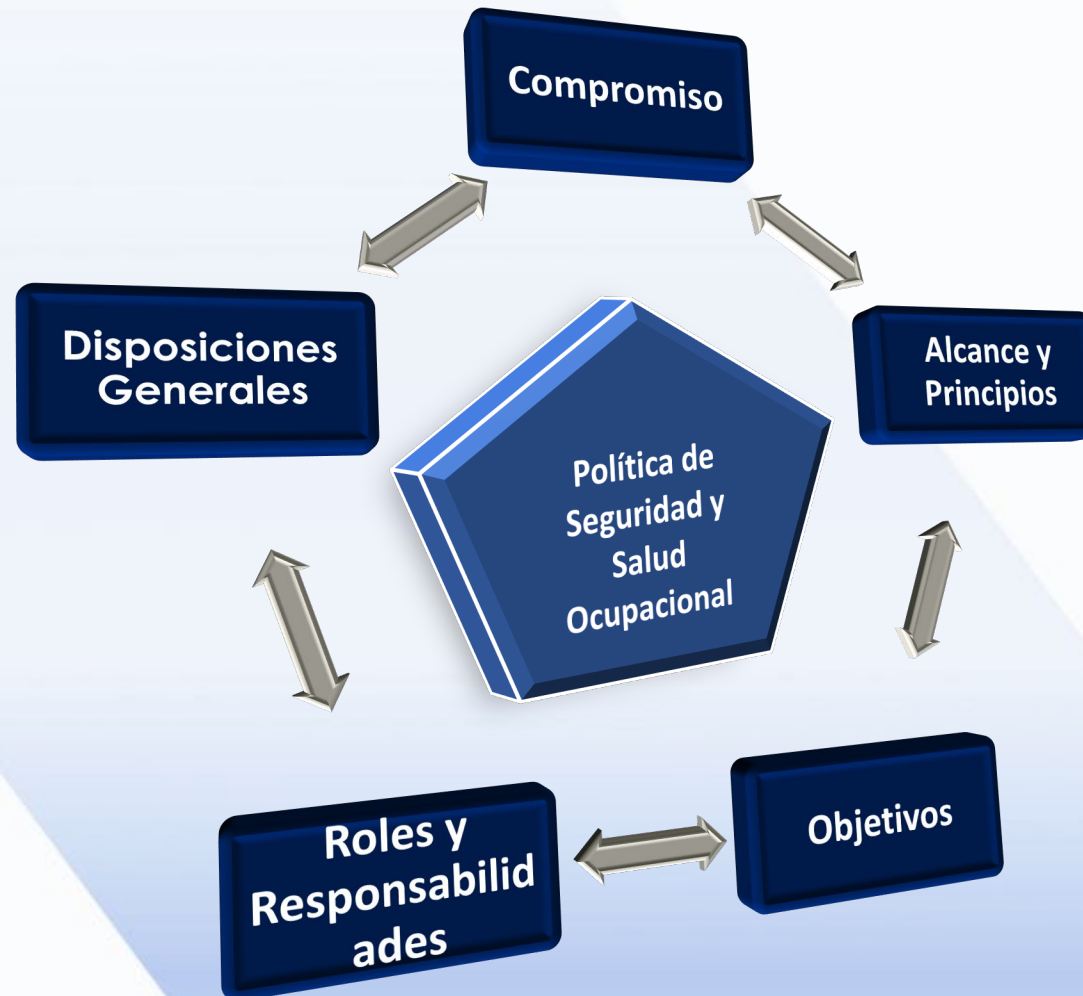 Compromiso
Disposiciones
Generales
Alcance y
Principios
Política de
Seguridad y
Salud
Ocupacional
Roles y
Responsabilid
ades
Objetivos